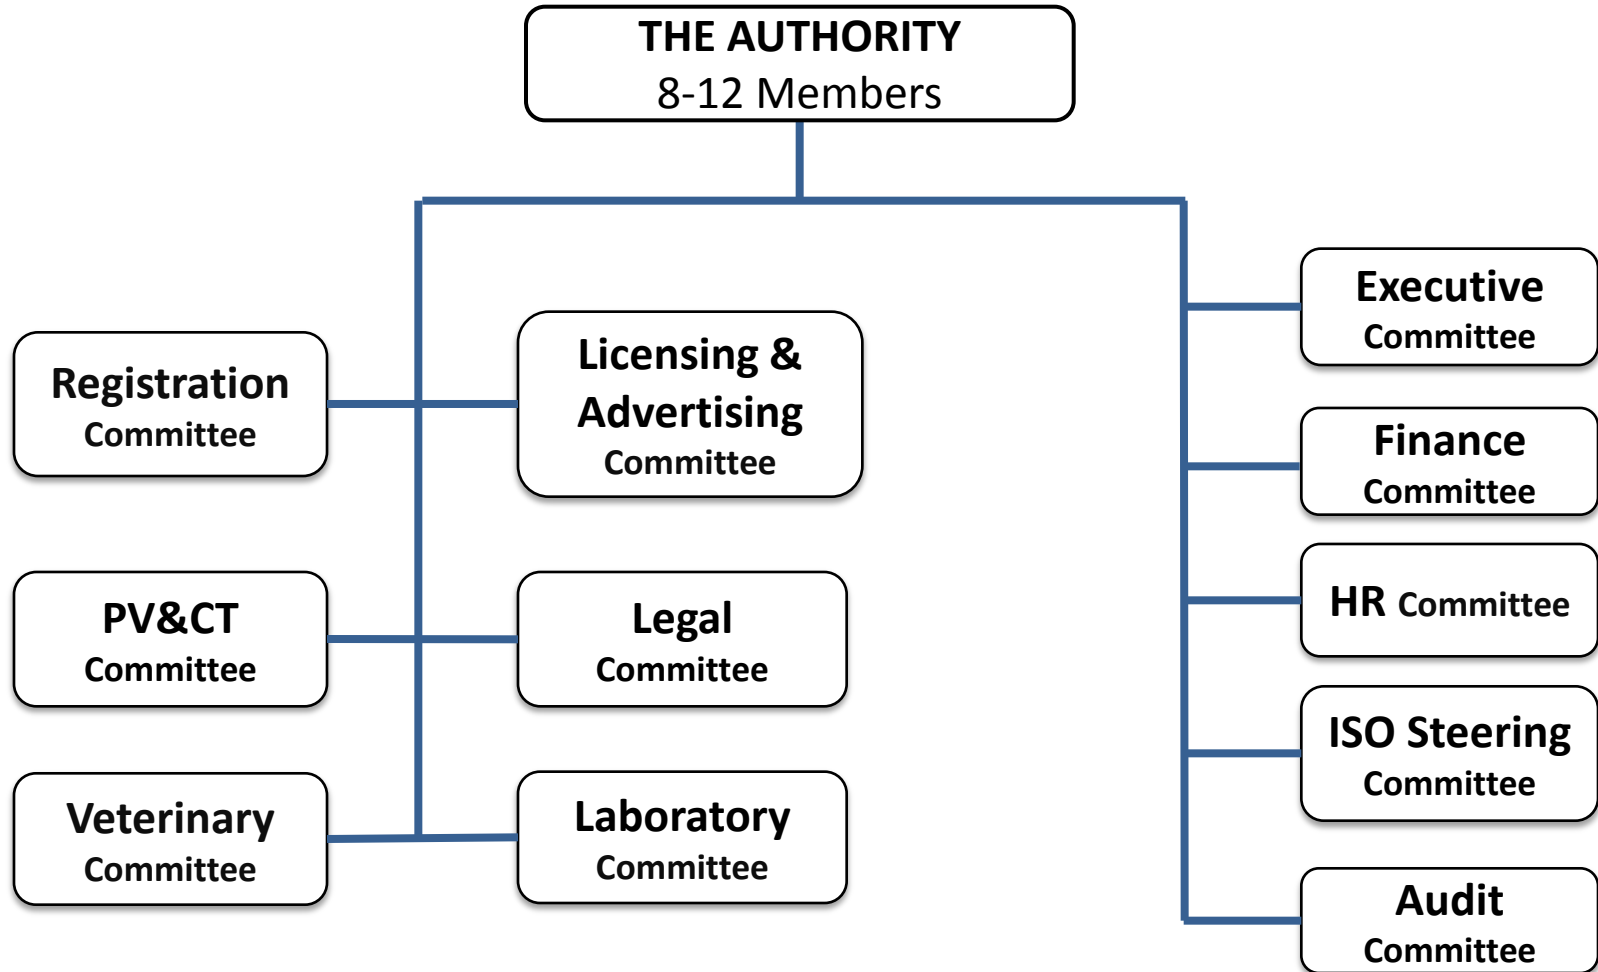 THE AUTHORITY
8-12 Members
Registration
Committee
Licensing &
Advertising
Committee
PV&CT
Committee
Legal
Committee
Veterinary
Committee
Laboratory
Committee
Executive
Committee
Finance
Committee
HR Committee
ISO Steering
Committee
Audit
Committee